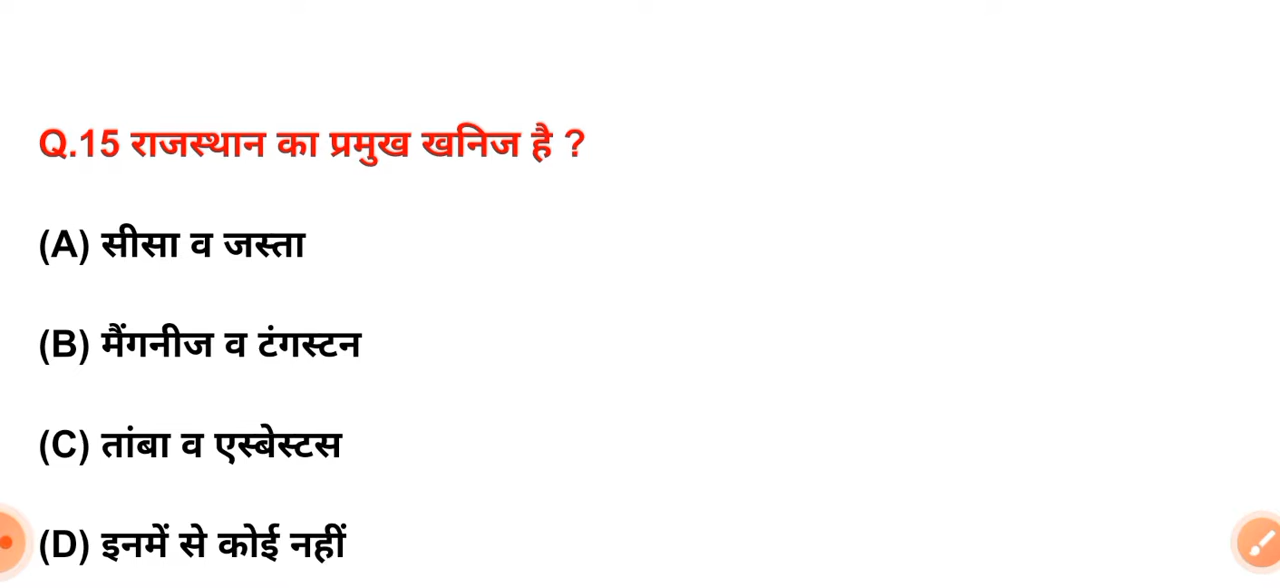 Q.15 राजस्थान का प्रमुख खनिज है ?
(A) सीसा व जस्ता
(B) मैंगनीज व टंगस्टन
(C) तांबा व एस्बेस्टस
(D) इनमें से कोई नहीं